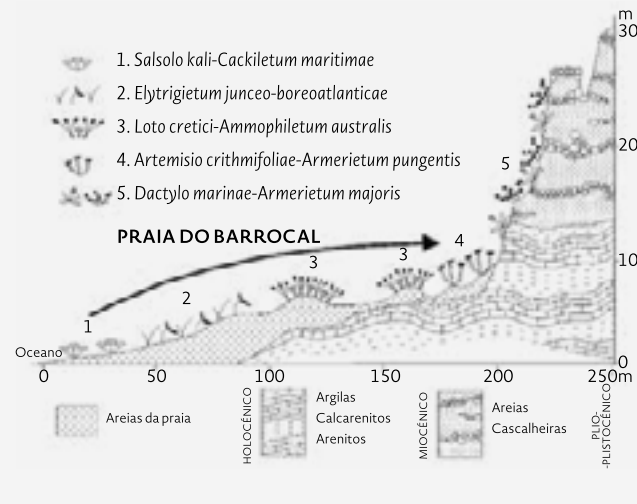 m
30
1. Salsolo kali-Cackiletum maritimae
2. Elytrigietum junceo-boreoatlanticae
3. Loto cretici-Ammophiletum australis
4. Artemisio crithmifoliae-Armerietum pungentis
5. Dactylo marinae-Armerietum majoris
20
5
PRAIA DO BARROCAL
4
3
3
10
2
1
Oceano
0
0
50
100
150
200
250m
Areias da praia
HOLOCÉNICO
Argilas
Calcarenitos
Arenitos
MIOCÉNICO
Areias
Cascalheiras
PLIO-
-PLISTOCÉNICO